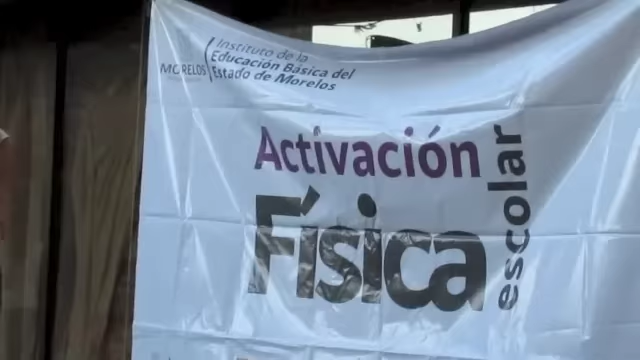 MORELOS
Instituto de la
Educación Básica del
Estado de Morelos
Activación
Física
escolar